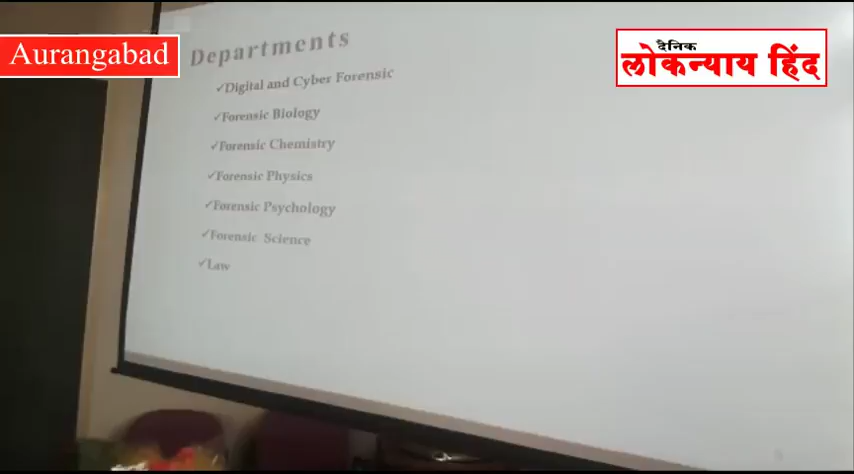 Aurangabad
दैनिक
लोकन्याय हिंद
Departments
✓Digital and Cyber Forensic
✓Forensic Biology
✓Forensic Chemistry
✓Forensic Physics
✓Forensic Psychology
✓Forensic Science
✓Law